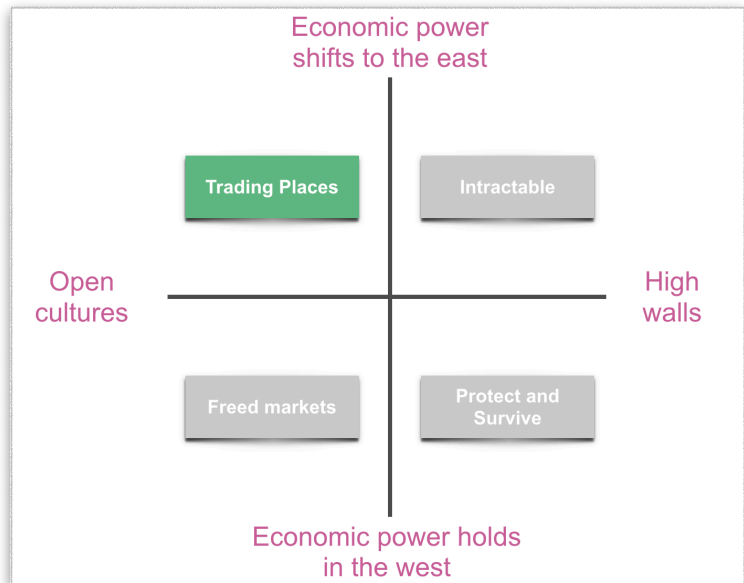 Economic power
shifts to the east
Trading Places
Intractable
Open
cultures
High
walls
Freed markets
Protect and
Survive
Economic power holds
in the west